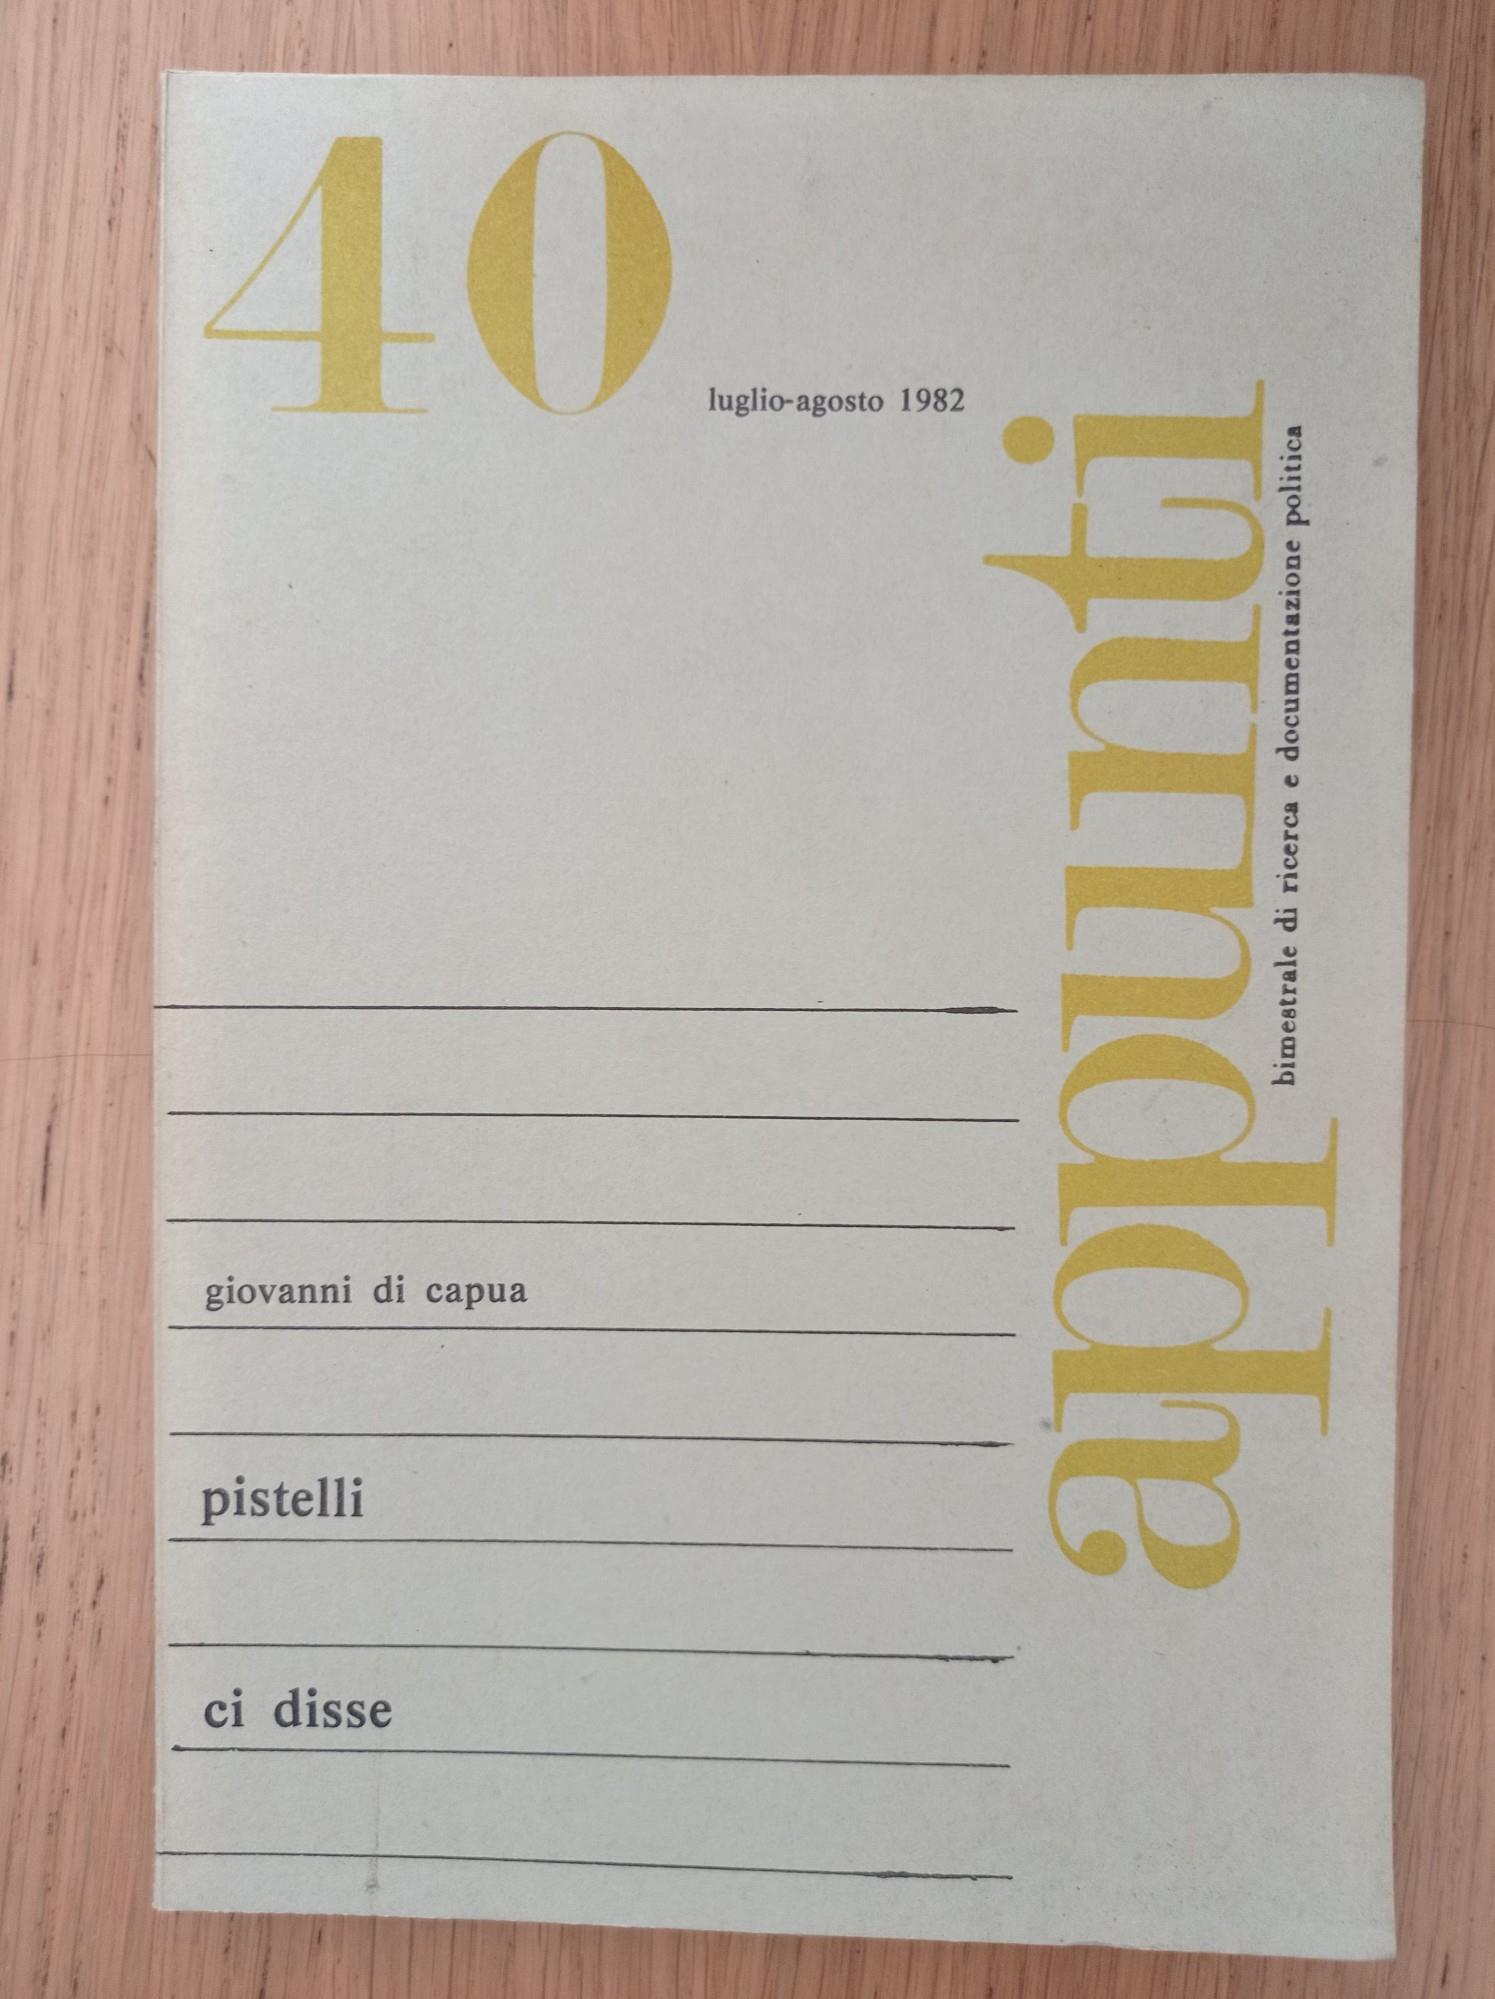 40
luglio-agosto 1982
appunti
bimestrale di ricerca e documentazione politica
giovanni di capua
pistelli
ci disse